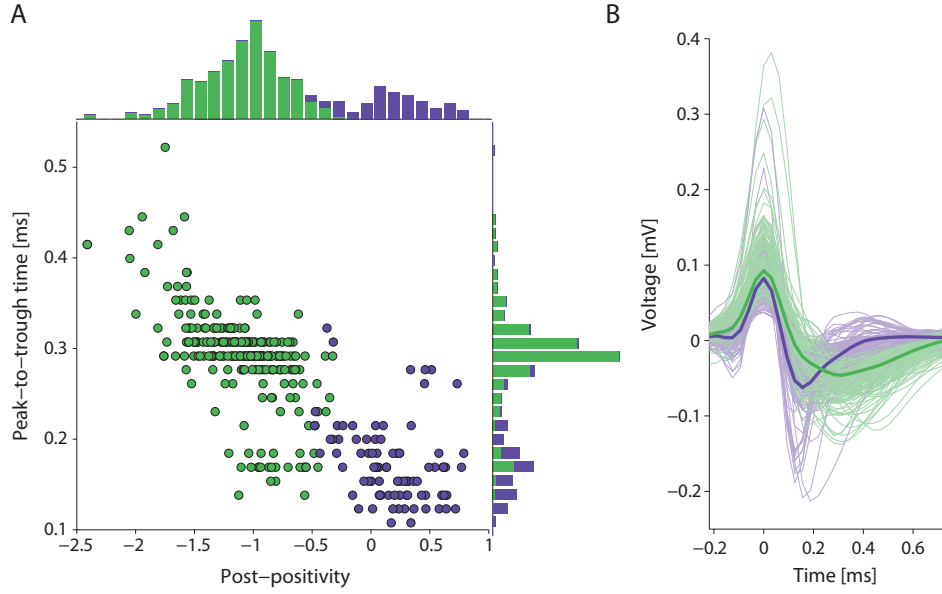 A
B
0.5
0.4
0.3
0.2
0.1
Peak−to−trough time [ms]
−2.5 −2 −1.5 −1 −0.5 0 0.5 1
Post−positivity
0.4
0.3
0.2
0.1
0
−0.1
−0.2
Voltage [mV]
−0.2 0 0.2 0.4 0.6
Time [ms]